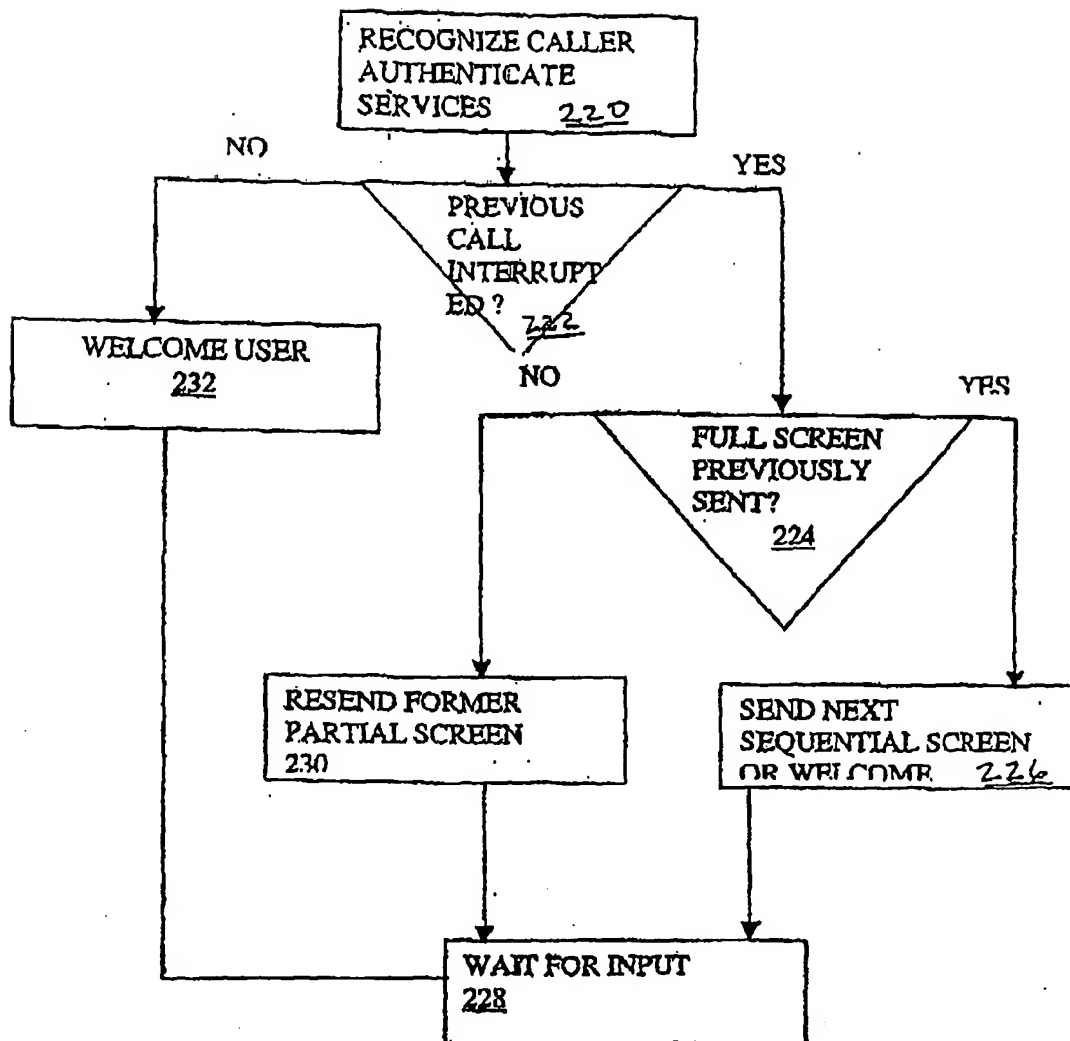 RECOGNIZE CALLER
AUTHENTICATE
SERVICES 220
NO
YES
PREVIOUS
CALL
INTERRUPT
ED ?
222
WELCOME USER
232
NO
YES
FULL SCREEN
PREVIOUSLY
SENT?
224
RESEND FORMER
PARTIAL SCREEN
230
SEND NEXT
SEQUENTIAL SCREEN
OR WELCOME 226
WAIT FOR INPUT
228